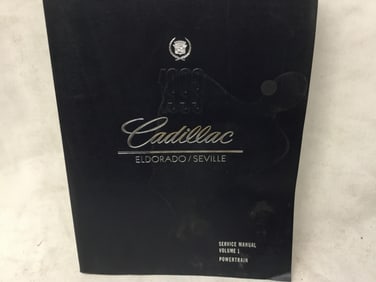 Cadillac
ELDORADO/SEVILLE
SERVICE MANUAL
VOLUME 1
POWERTRAIN